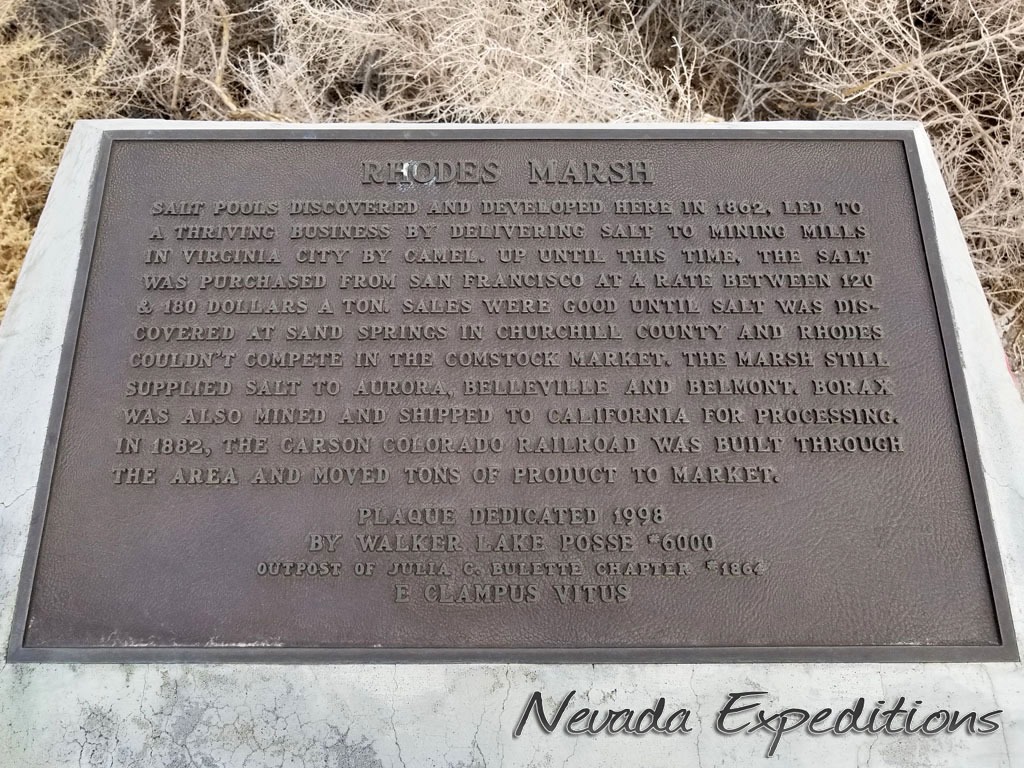 RHODES MARSH
SALT POOLS DISCOVERED AND DEVELOPED HERE IN 1862, LED TO
A THRIVING BUSINESS BY DELIVERING SALT TO MINING MILLS
IN VIRGINIA CITY BY CAMEL. UP UNTIL THIS TIME, THE SALT
WAS PURCHASED FROM SAN FRANCISCO AT A RATE BETWEEN 120
& 180 DOLLARS A TON. SALES WERE GOOD UNTIL SALT WAS DIS-
COVERED AT SAND SPRINGS IN CHURCHILL COUNTY AND RHODES
COULDN'T COMPETE IN THE COMSTOCK MARKET. THE MARSH STILL
SUPPLIED SALT TO AURORA, BELLEVILLE AND BELMONT. BORAX
WAS ALSO MINED AND SHIPPED TO CALIFORNIA FOR PROCESSING.
IN 1882, THE CARSON COLORADO RAILROAD WAS BUILT THROUGH
THE AREA AND MOVED TONS OF PRODUCT TO MARKET.
PLAQUE DEDICATED 1998
BY WALKER LAKE POSSE #6000
OUTPOST OF JULIA C. BULETTE CHAPTER #1864
E CLAMPUS VITUS
Nevada Expeditions